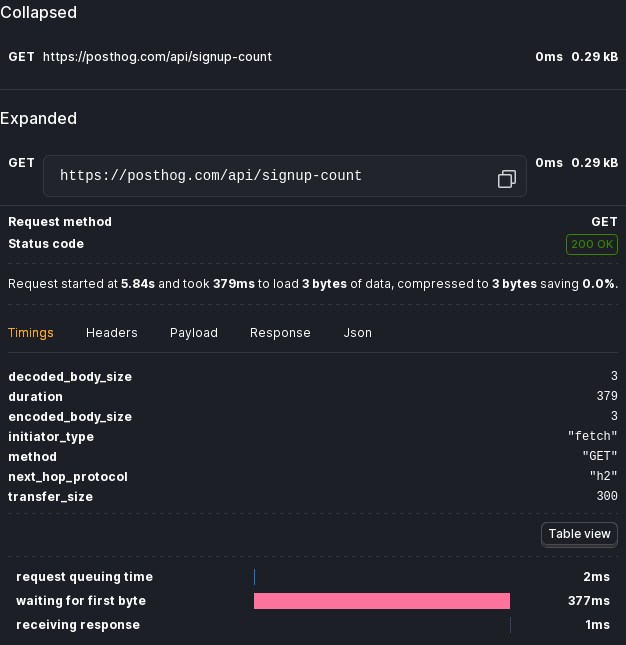 Collapsed
GET https://posthog.com/api/signup-count 0ms 0.29 kB
Expanded
GET https://posthog.com/api/signup-count 0ms 0.29 kB
Request method GET
Status code 200 OK
Request started at 5.84s and took 379ms to load 3 bytes of data, compressed to 3 bytes saving 0.0%.
Timings Headers Payload Response Json
decoded_body_size 3
duration 379
encoded_body_size 3
initiator_type "fetch"
method "GET"
next_hop_protocol "h2"
transfer_size 300
Table view
request queuing time 2ms
waiting for first byte 377ms
receiving response 1ms